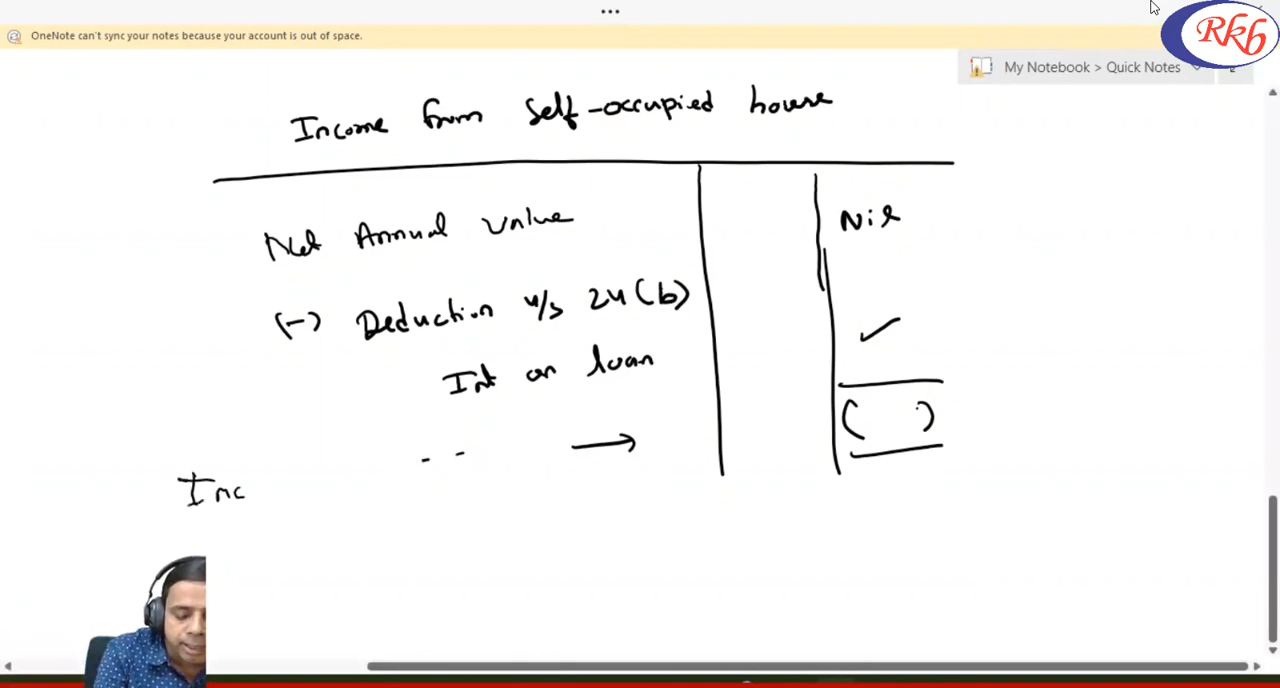 OneNote can't sync your notes because your account is out of space.
Rkb
My Notebook > Quick Notes
Income from Self-occupied house
Net Annual Value Nil
(-) Deduction u/s 24(b)
Int on loan
( )
Inc